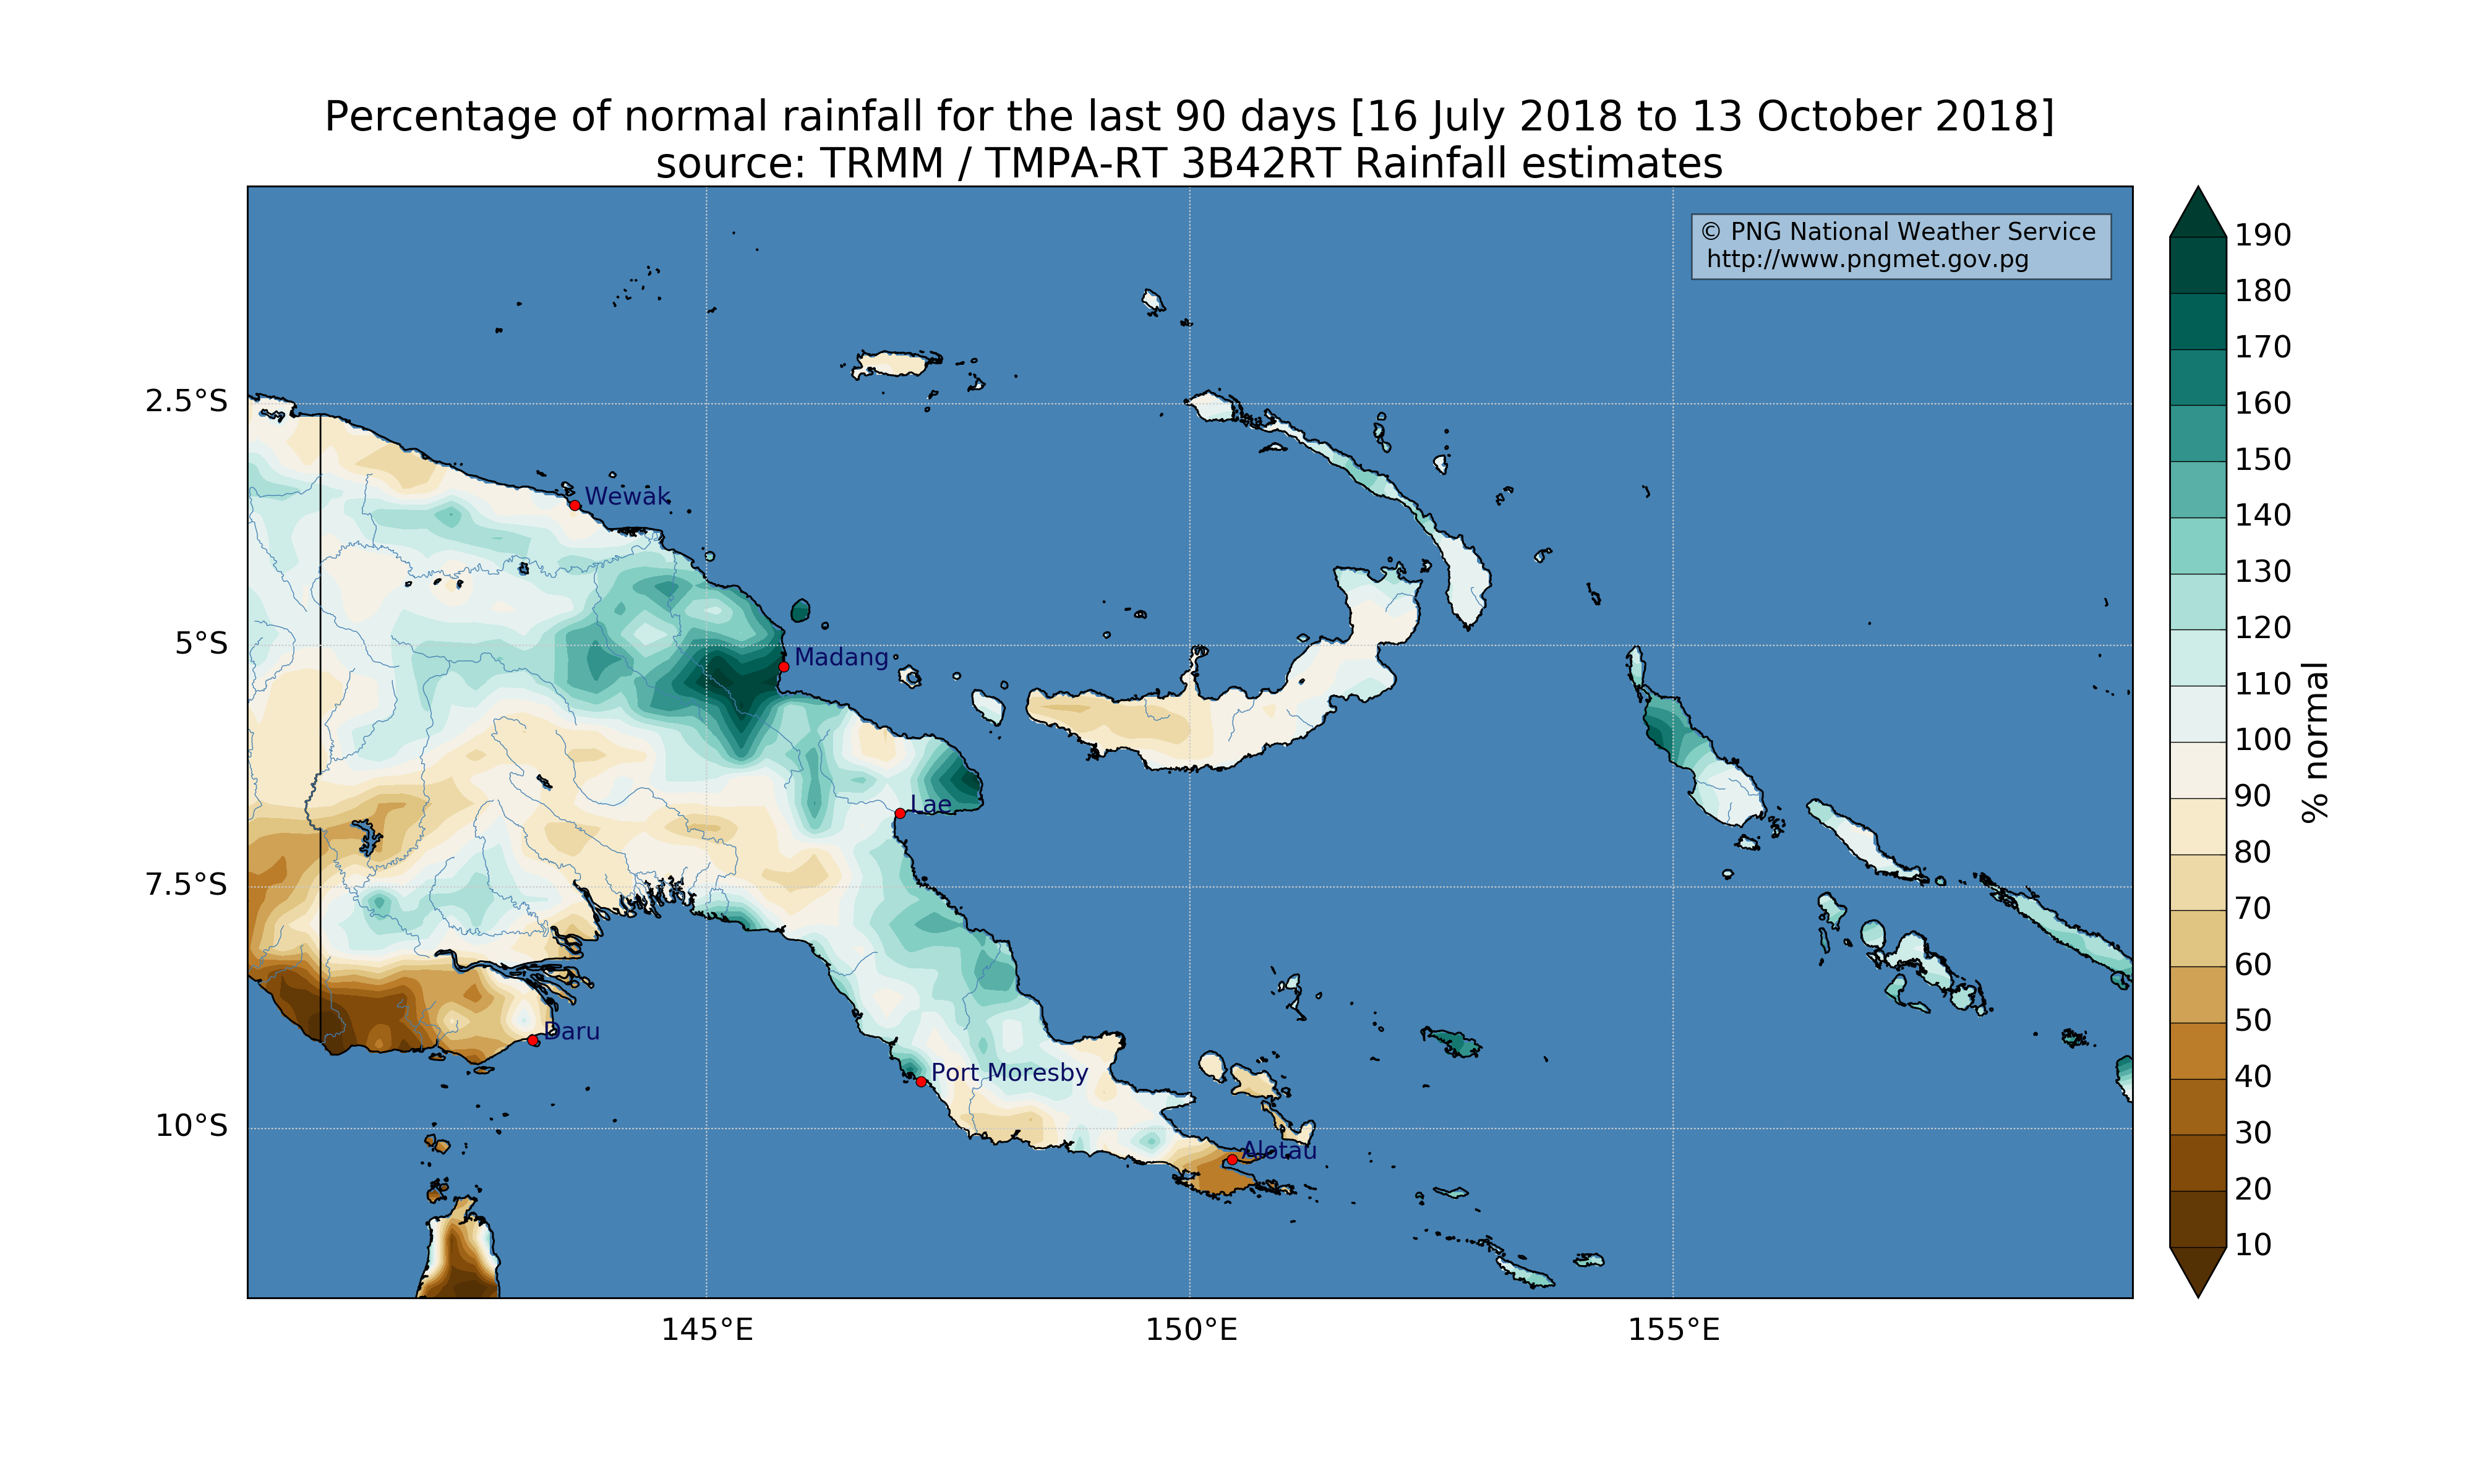 Percentage of normal rainfall for the last 90 days [16 July 2018 to 13 October 2018]
source: TRMM / TMPA-RT 3B42RT Rainfall estimates
© PNG National Weather Service
http://www.pngmet.gov.pg
2.5°S
5°S
7.5°S
10°S
Wewak
Madang
Lae
Daru
Port Moresby
Alotau
145°E
150°E
155°E
190
180
170
160
150
140
130
120
110
100
90
80
70
60
50
40
30
20
10
% normal